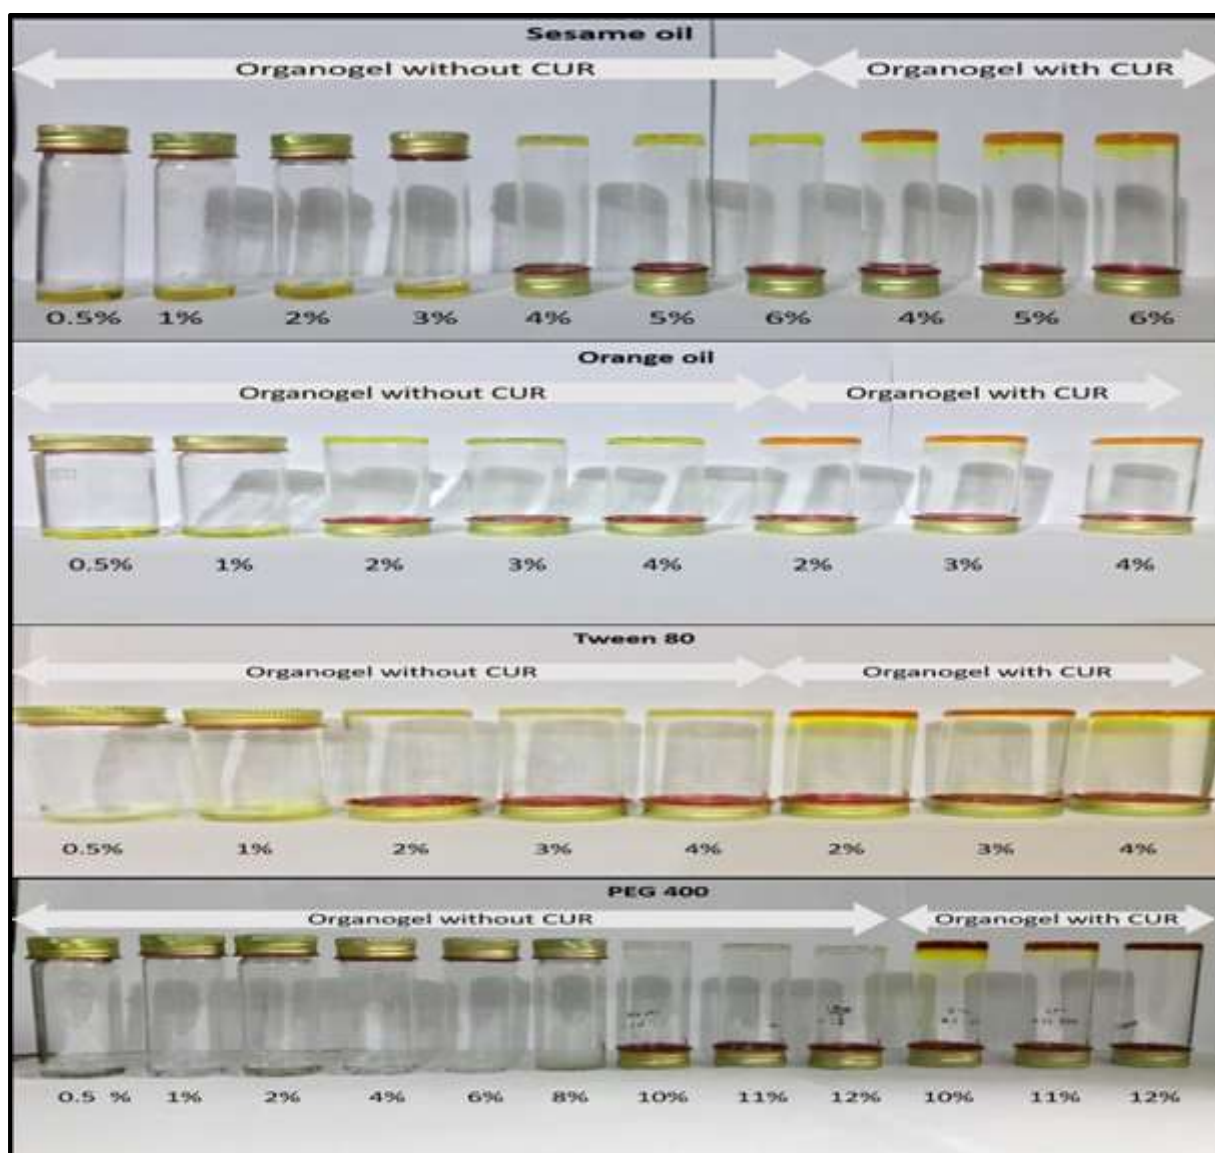 Sesame oil
Organogel without CUR Organogel with CUR
0.5% 1% 2% 3% 4% 5% 6% 4% 5% 6%
Orange oil
Organogel without CUR Organogel with CUR
0.5% 1% 2% 3% 4% 2% 3% 4%
Tween 80
Organogel without CUR Organogel with CUR
0.5% 1% 2% 3% 4% 2% 3% 4%
PEG 400
Organogel without CUR Organogel with CUR
0.5 % 1% 2% 4% 6% 8% 10% 11% 12% 10% 11% 12%